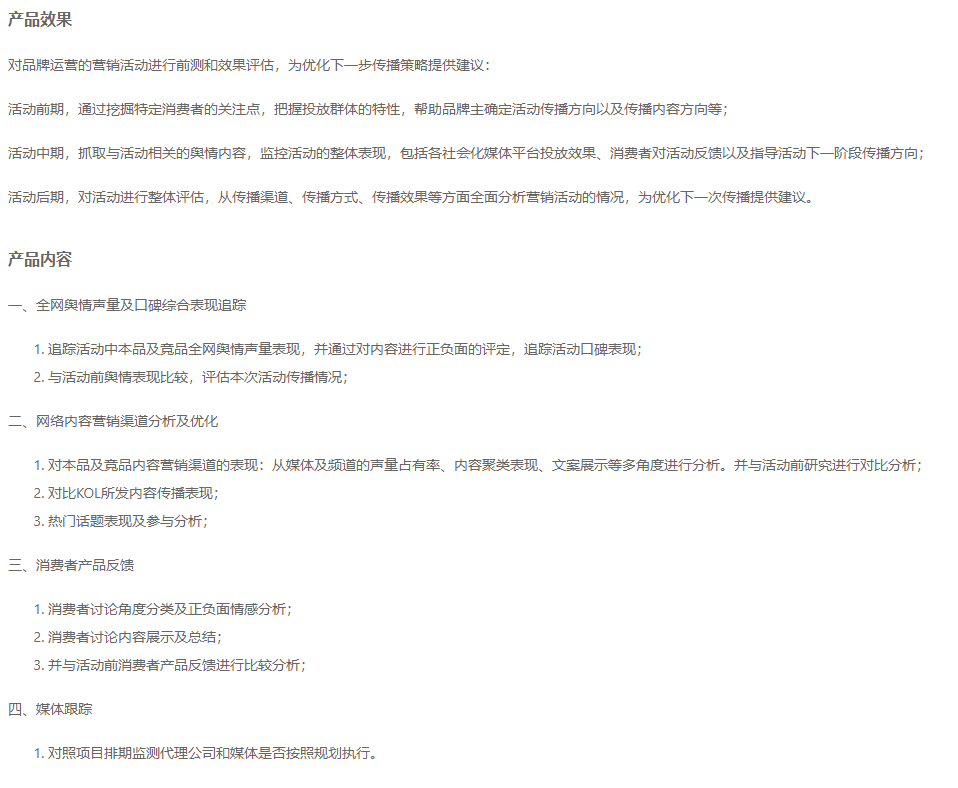 产品效果
对品牌运营的营销活动进行前测和效果评估，为优化下一步传播策略提供建议：
活动前期，通过挖掘特定消费者的关注点，把握投放群体的特性，帮助品牌主确定活动传播方向以及传播内容方向等；
活动中期，抓取与活动相关的舆情内容，监控活动的整体表现，包括各社会化媒体平台投放效果、消费者对活动反馈以及指导活动下一阶段传播方向；
活动后期，对活动进行整体评估，从传播渠道、传播方式、传播效果等方面全面分析营销活动的情况，为优化下一次传播提供建议。
产品内容
一、全网舆情声量及口碑综合表现追踪
1. 追踪活动中本品及竟品全网舆情声量表现，并通过对内容进行正负面的评定，追踪活动口碑表现；
2. 与活动前舆情表现比较，评估本次活动传播情况；
二、网络内容营销渠道分析及优化
1. 对本品及竟品内容营销渠道的表现：从媒体及频道的声量占有率、内容聚类表现、文案展示等多角度进行分析。并与活动前研究进行对比分析；
2. 对比KOL所发内容传播表现；
3. 热门话题表现及参与分析；
三、消费者产品反馈
1. 消费者讨论角度分类及正负面情感分析；
2. 消费者讨论内容展示及总结；
3. 并与活动前消费者产品反馈进行比较分析；
四、媒体跟踪
1. 对照项目排期监测代理公司和媒体是否按照规划执行。